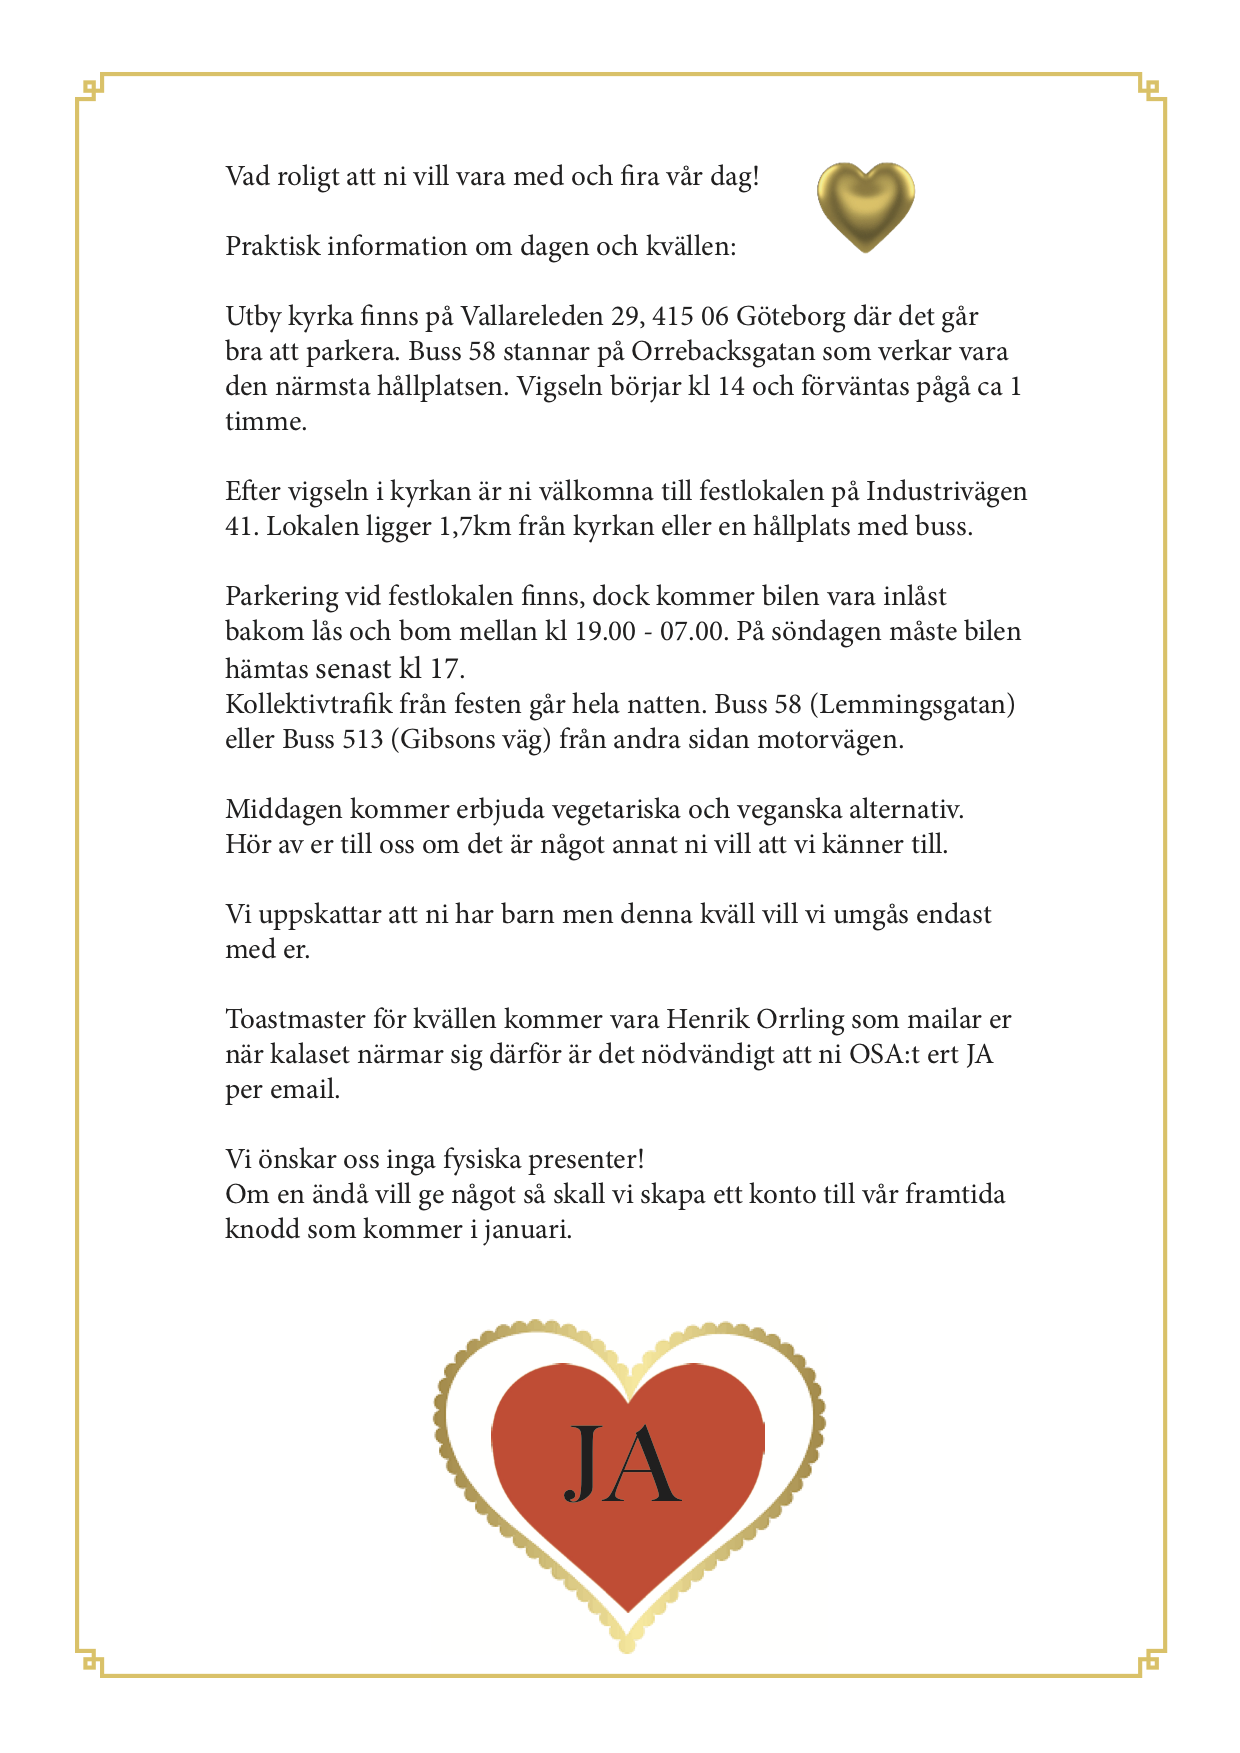 Vad roligt att ni vill vara med och fira vår dag!
Praktisk information om dagen och kvällen:
Utby kyrka finns på Vallareleden 29, 415 06 Göteborg där det går
bra att parkera. Buss 58 stannar på Orrebacksgatan som verkar vara
den närmsta hållplatsen. Vigseln börjar kl 14 och förväntas pågå ca 1
timme.
Efter vigseln i kyrkan är ni välkomna till festlokalen på Industrivägen
41. Lokalen ligger 1,7km från kyrkan eller en hållplats med buss.
Parkering vid festlokalen finns, dock kommer bilen vara inlåst
bakom lås och bom mellan kl 19.00 - 07.00. På söndagen måste bilen
hämtas senast kl 17.
Kollektivtrafik från festen går hela natten. Buss 58 (Lemmingsgatan)
eller Buss 513 (Gibsons väg) från andra sidan motorvägen.
Middagen kommer erbjuda vegetariska och veganska alternativ.
Hör av er till oss om det är något annat ni vill att vi känner till.
Vi uppskattar att ni har barn men denna kväll vill vi umgås endast
med er.
Toastmaster för kvällen kommer vara Henrik Orrling som mailar er
när kalaset närmar sig därför är det nödvändigt att ni OSA:t ert JA
per email.
Vi önskar oss inga fysiska presenter!
Om en ändå vill ge något så skall vi skapa ett konto till vår framtida
knodd som kommer i januari.
JA